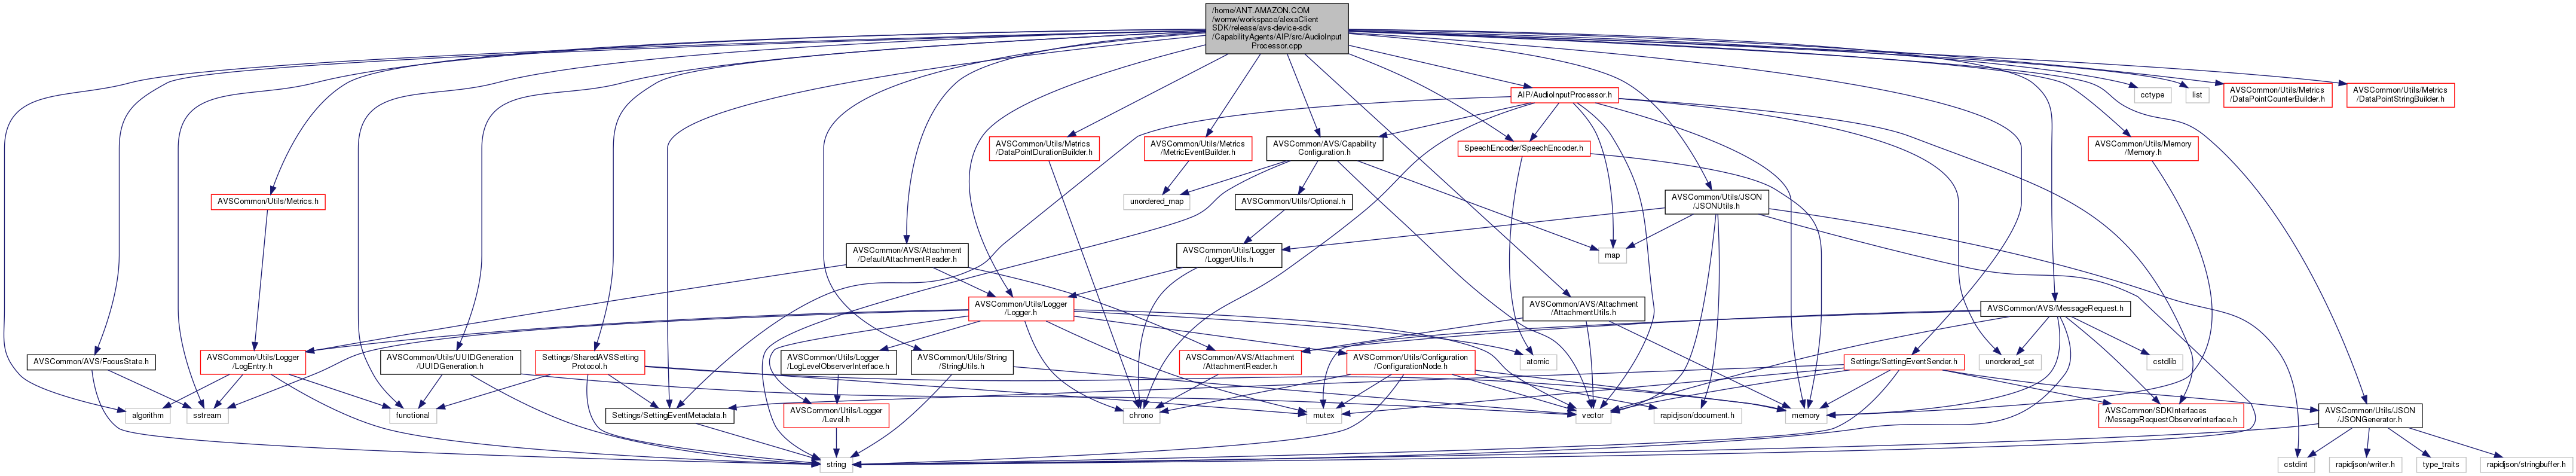 /home/ANT.AMAZON.COM
/womw/workspace/alexaClient
SDK/release/avs-device-sdk
/CapabilityAgents/AIP/src/AudioInput
Processor.cpp
AIP/AudioInputProcessor.h
cctype
list
AVSCommon/Utils/Metrics
/DataPointCounterBuilder.h
AVSCommon/Utils/Metrics
/DataPointStringBuilder.h
AVSCommon/Utils/Metrics
/DataPointDurationBuilder.h
AVSCommon/Utils/Metrics
/MetricEventBuilder.h
AVSCommon/AVS/Capability
Configuration.h
SpeechEncoder/SpeechEncoder.h
AVSCommon/Utils/Memory
/Memory.h
AVSCommon/Utils/Metrics.h
unordered_map
AVSCommon/Utils/Optional.h
AVSCommon/Utils/JSON
/JSONUtils.h
AVSCommon/AVS/Attachment
/DefaultAttachmentReader.h
AVSCommon/Utils/Logger
/LoggerUtils.h
map
AVSCommon/Utils/Logger
/Logger.h
AVSCommon/AVS/Attachment
/AttachmentUtils.h
AVSCommon/AVS/MessageRequest.h
AVSCommon/AVS/FocusState.h
AVSCommon/Utils/Logger
/LogEntry.h
AVSCommon/Utils/UUIDGeneration
/UUIDGeneration.h
Settings/SharedAVSSetting
Protocol.h
AVSCommon/Utils/Logger
/LogLevelObserverInterface.h
AVSCommon/Utils/String
/StringUtils.h
AVSCommon/AVS/Attachment
/AttachmentReader.h
AVSCommon/Utils/Configuration
/ConfigurationNode.h
atomic
Settings/SettingEventSender.h
unordered_set
cstdlib
algorithm
sstream
functional
Settings/SettingEventMetadata.h
AVSCommon/Utils/Logger
/Level.h
chrono
mutex
vector
rapidjson/document.h
memory
AVSCommon/SDKInterfaces
/MessageRequestObserverInterface.h
AVSCommon/Utils/JSON
/JSONGenerator.h
string
cstdint
rapidjson/writer.h
type_traits
rapidjson/stringbuffer.h